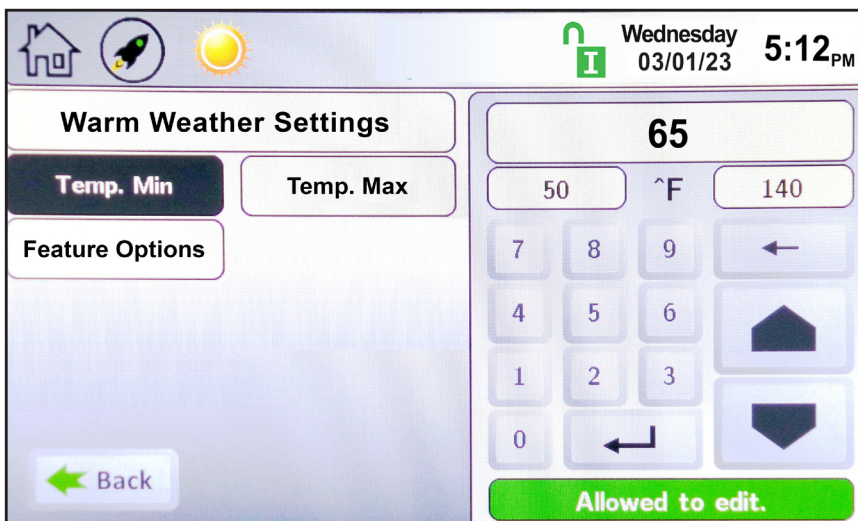 Wednesday
03/01/23
5:12PM
Warm Weather Settings
Temp. Min
Temp. Max
Feature Options
Back
65
50
ˆF
140
7
8
9
4
5
6
1
2
3
0
Allowed to edit.